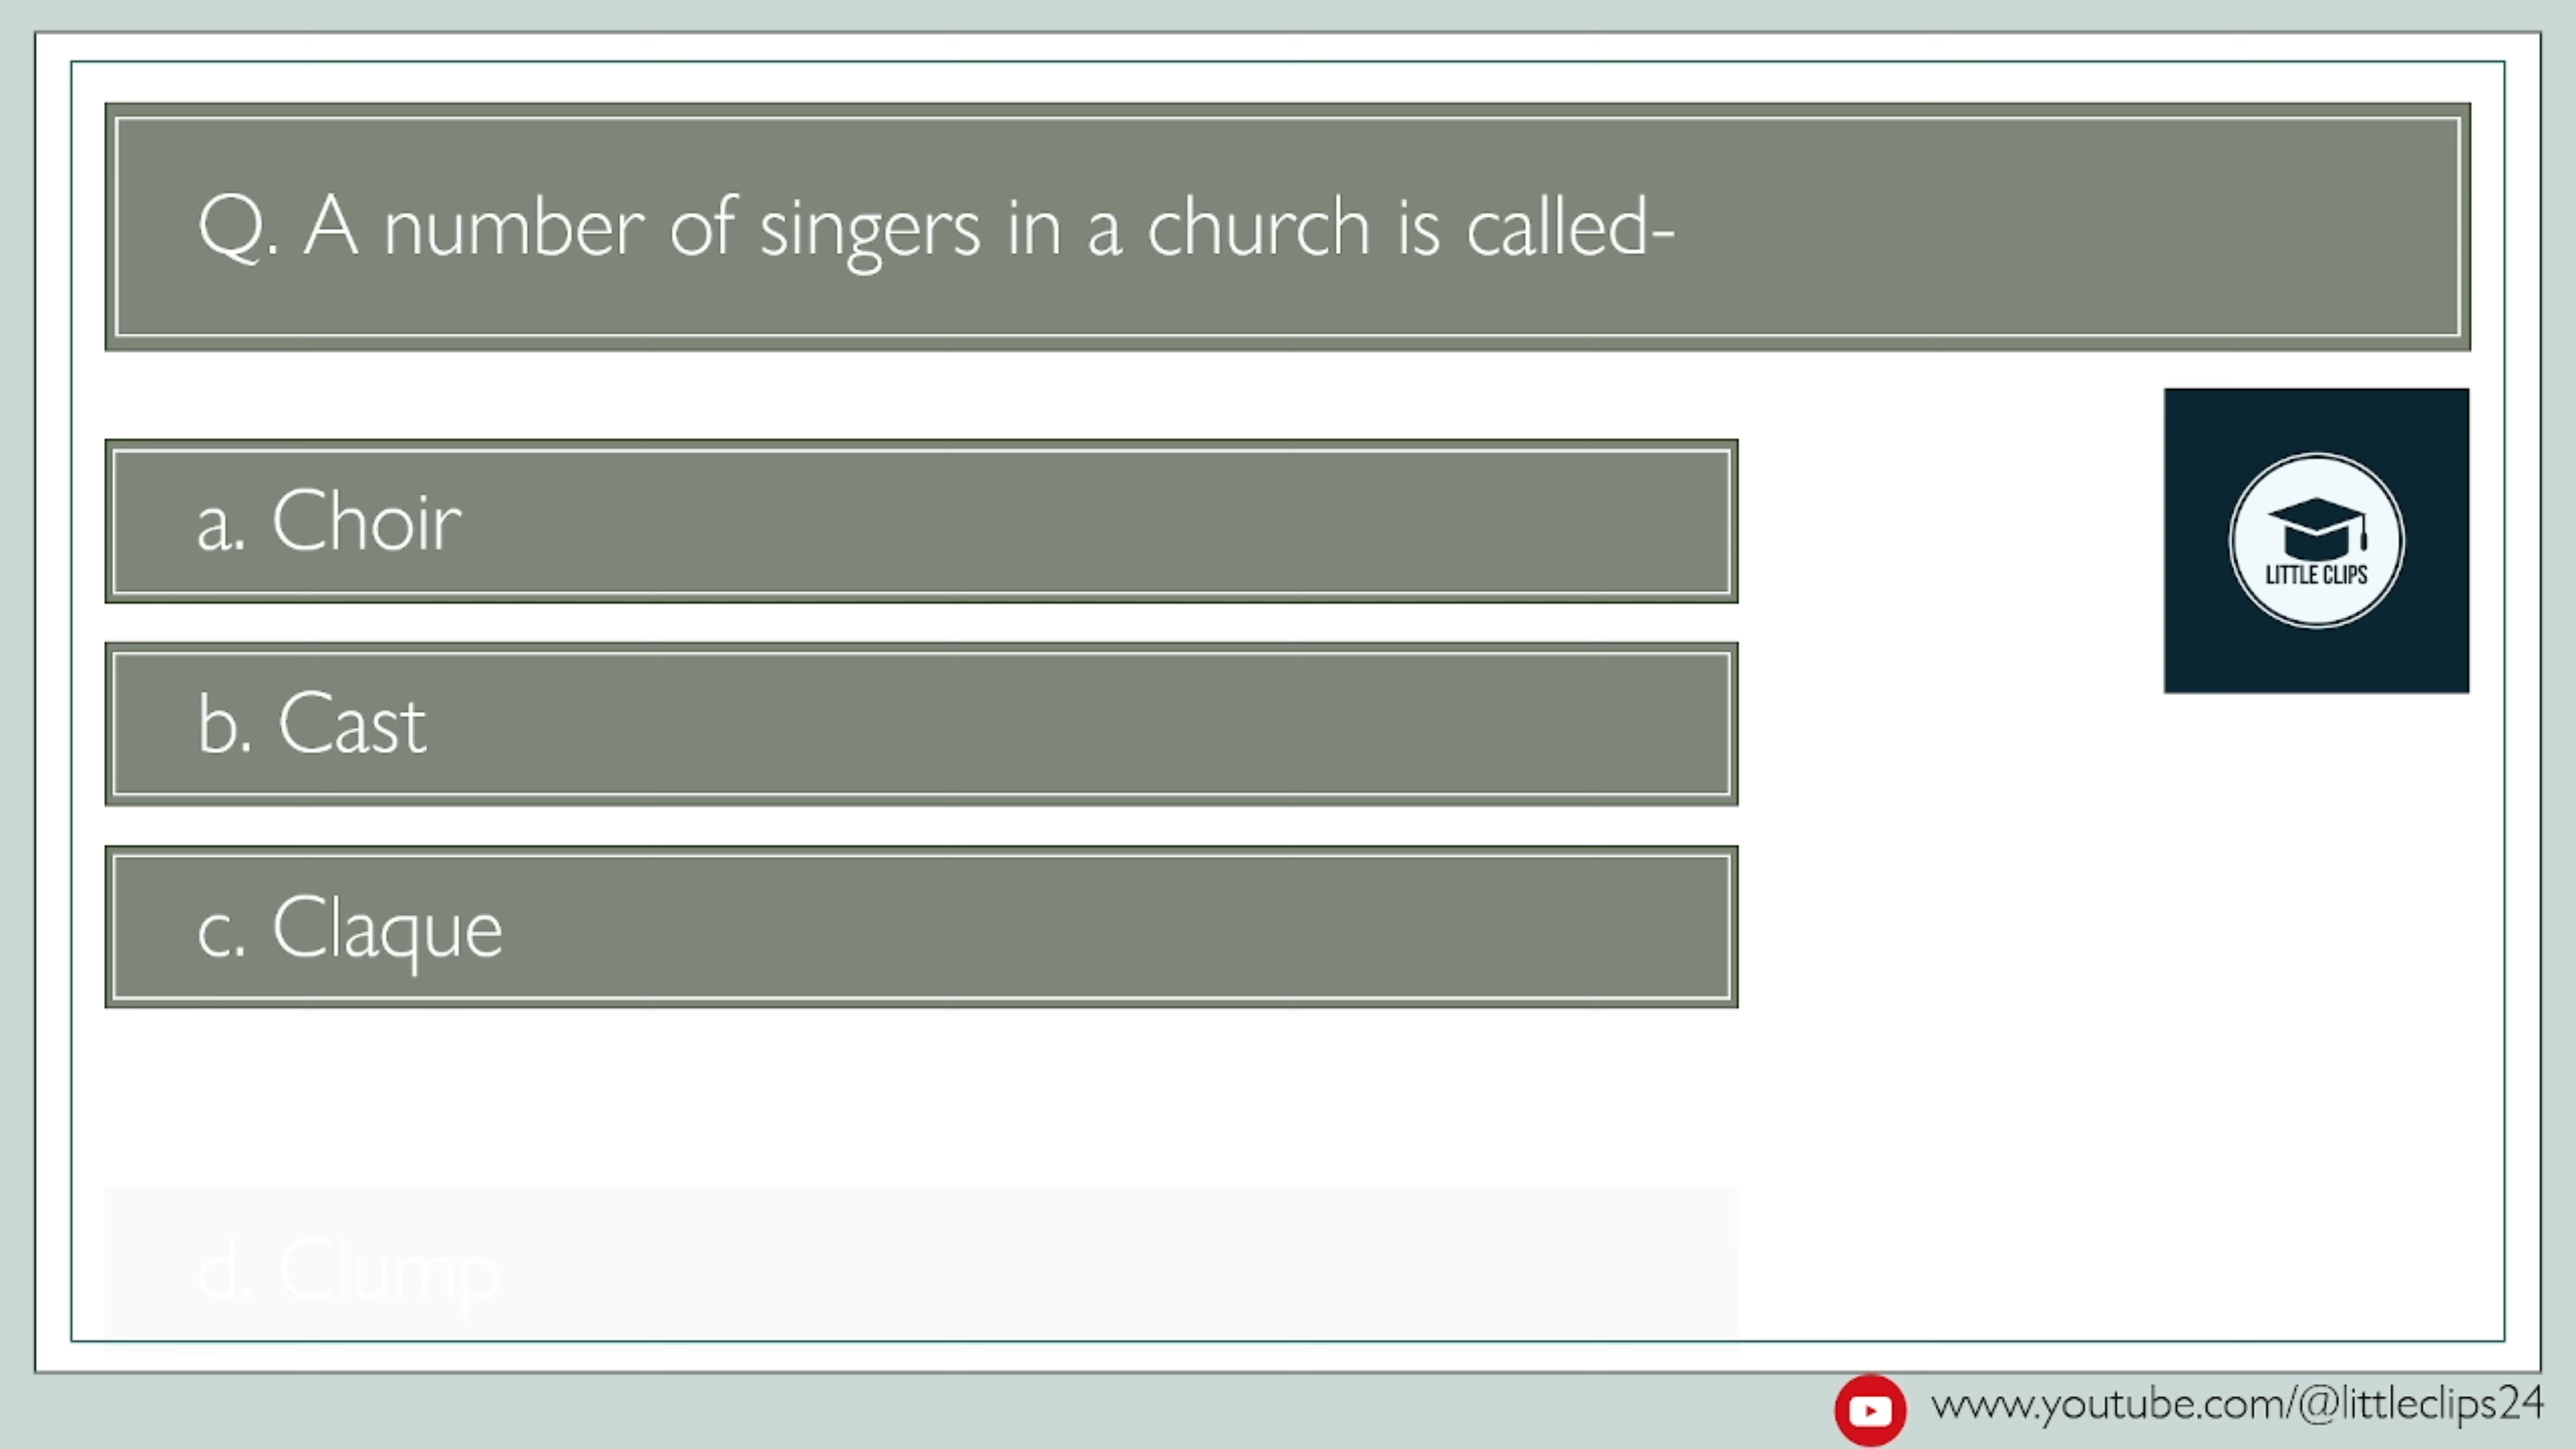 Q. A number of singers in a church is called-
a. Choir
LITTLE CLIPS
b. Cast
c. Claque
d. Clump
www.youtube.com/@littleclips24